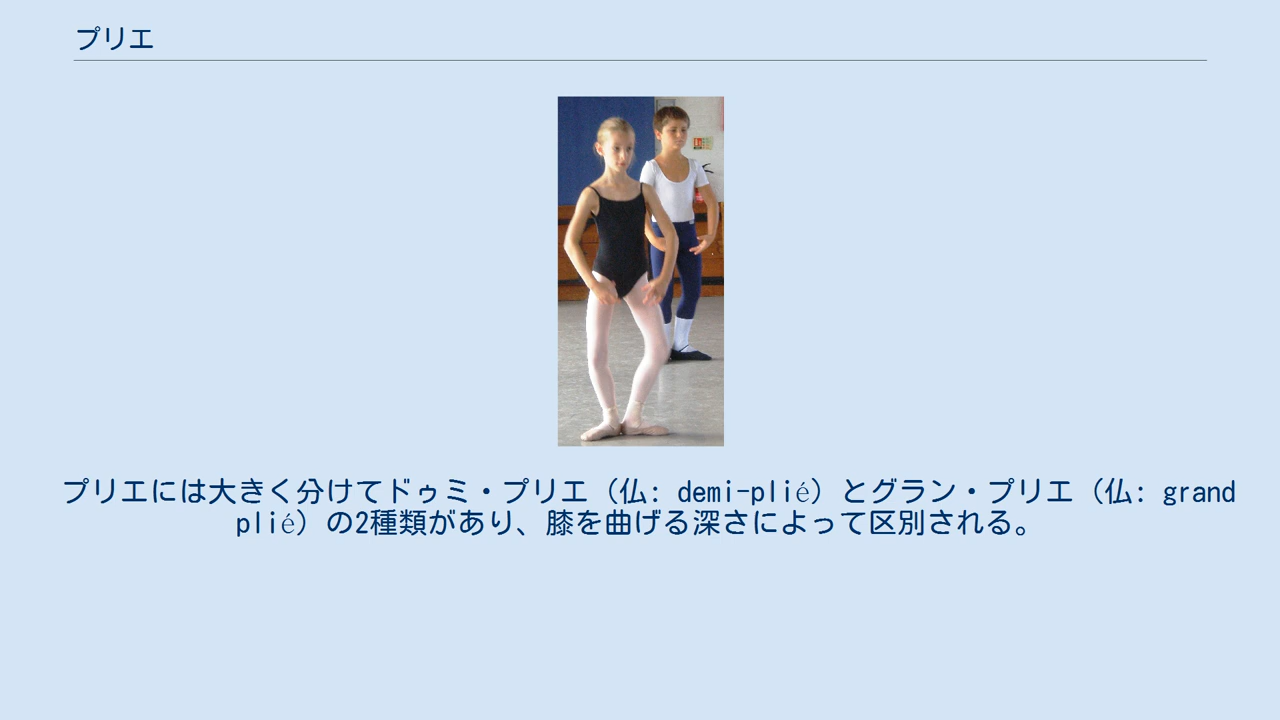 プリエ
プリエには大きく分けてドゥミ・プリエ（仏: demi-plié）とグラン・プリエ（仏: grand
plié）の2種類があり、膝を曲げる深さによって区別される。